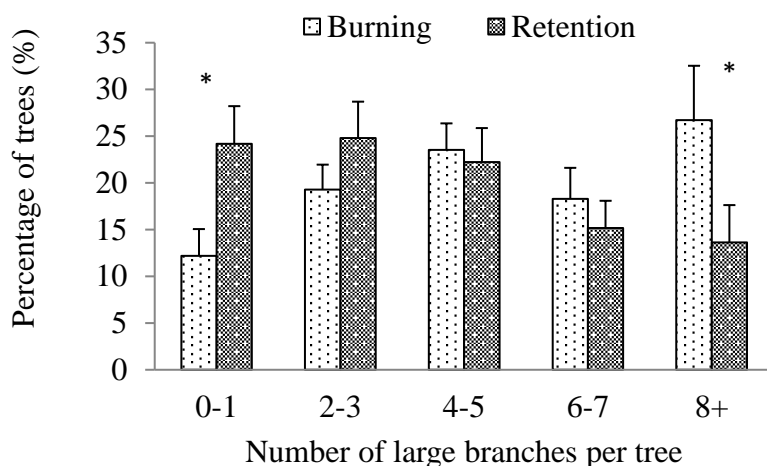 Burning Retention
Percentage of trees (%)
35
30
25
20
15
10
5
0
* *
0-1 2-3 4-5 6-7 8+
Number of large branches per tree